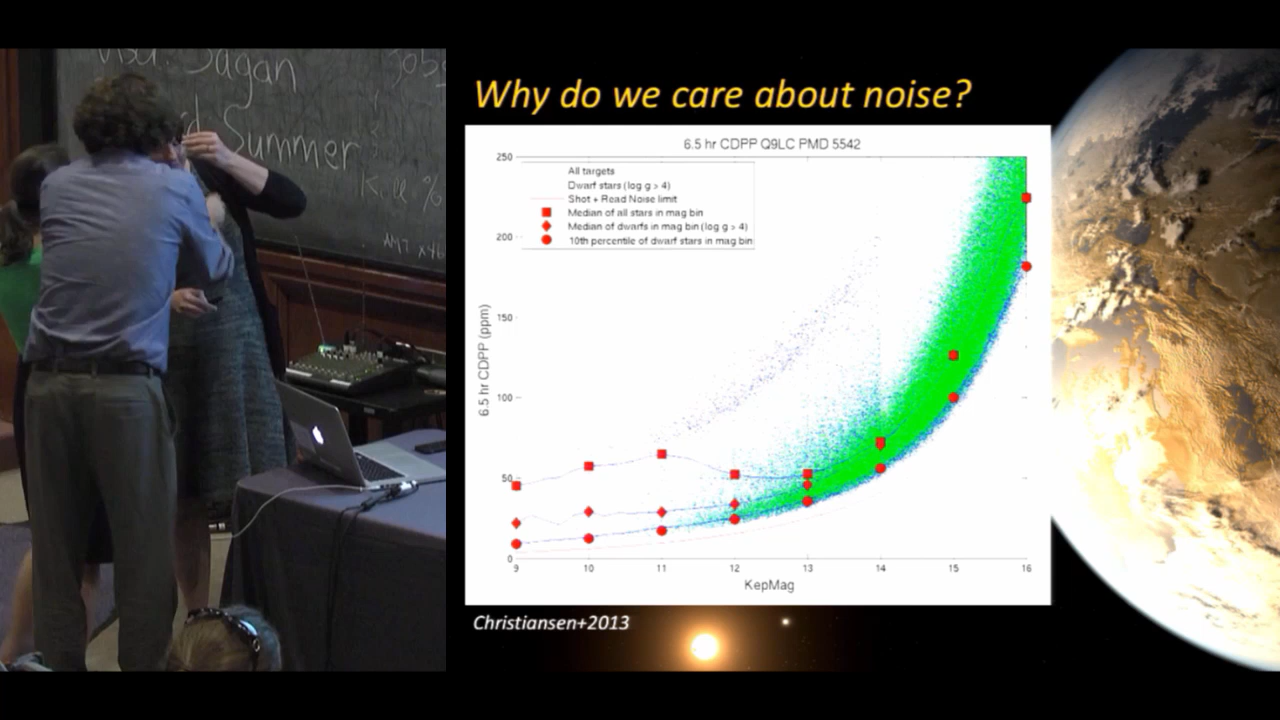 Visit: Sagan
Summer
Why do we care about noise?
6.5 hr CDPP Q9LC PMD 5542
All targets
Dwarf stars (log g > 4)
Shot + Read Noise limit
Median of all stars in mag bin
Median of dwarfs in mag bin (log g > 4)
10th percentile of dwarf stars in mag bin
6.5 hr CDPP (ppm)
250
200
150
100
50
0
9 10 11 12 13 14 15 16
KepMag
Christiansen+2013